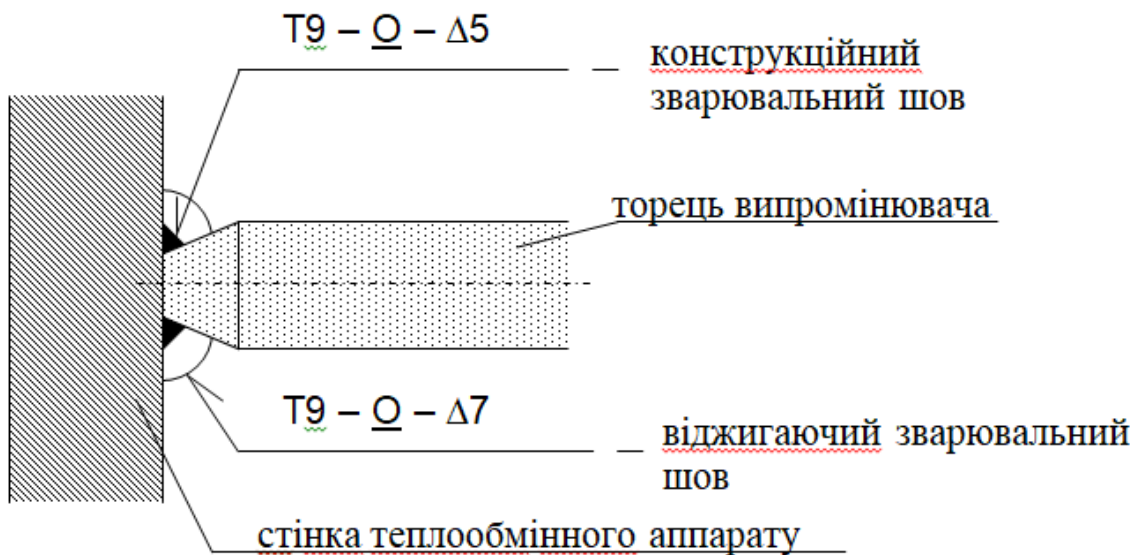 Т9 – О – Δ5
конструкційний
зварювальний шов
торець випромінювача
Т9 – О – Δ7
віджигаючий зварювальний
шов
стінка теплообмінного аппарату